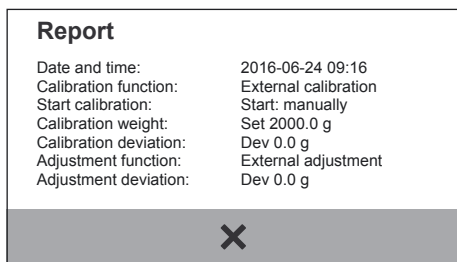 Report
Date and time: 2016-06-24 09:16
Calibration function: External calibration
Start calibration: Start: manually
Calibration weight: Set 2000.0 g
Calibration deviation: Dev 0.0 g
Adjustment function: External adjustment
Adjustment deviation: Dev 0.0 g